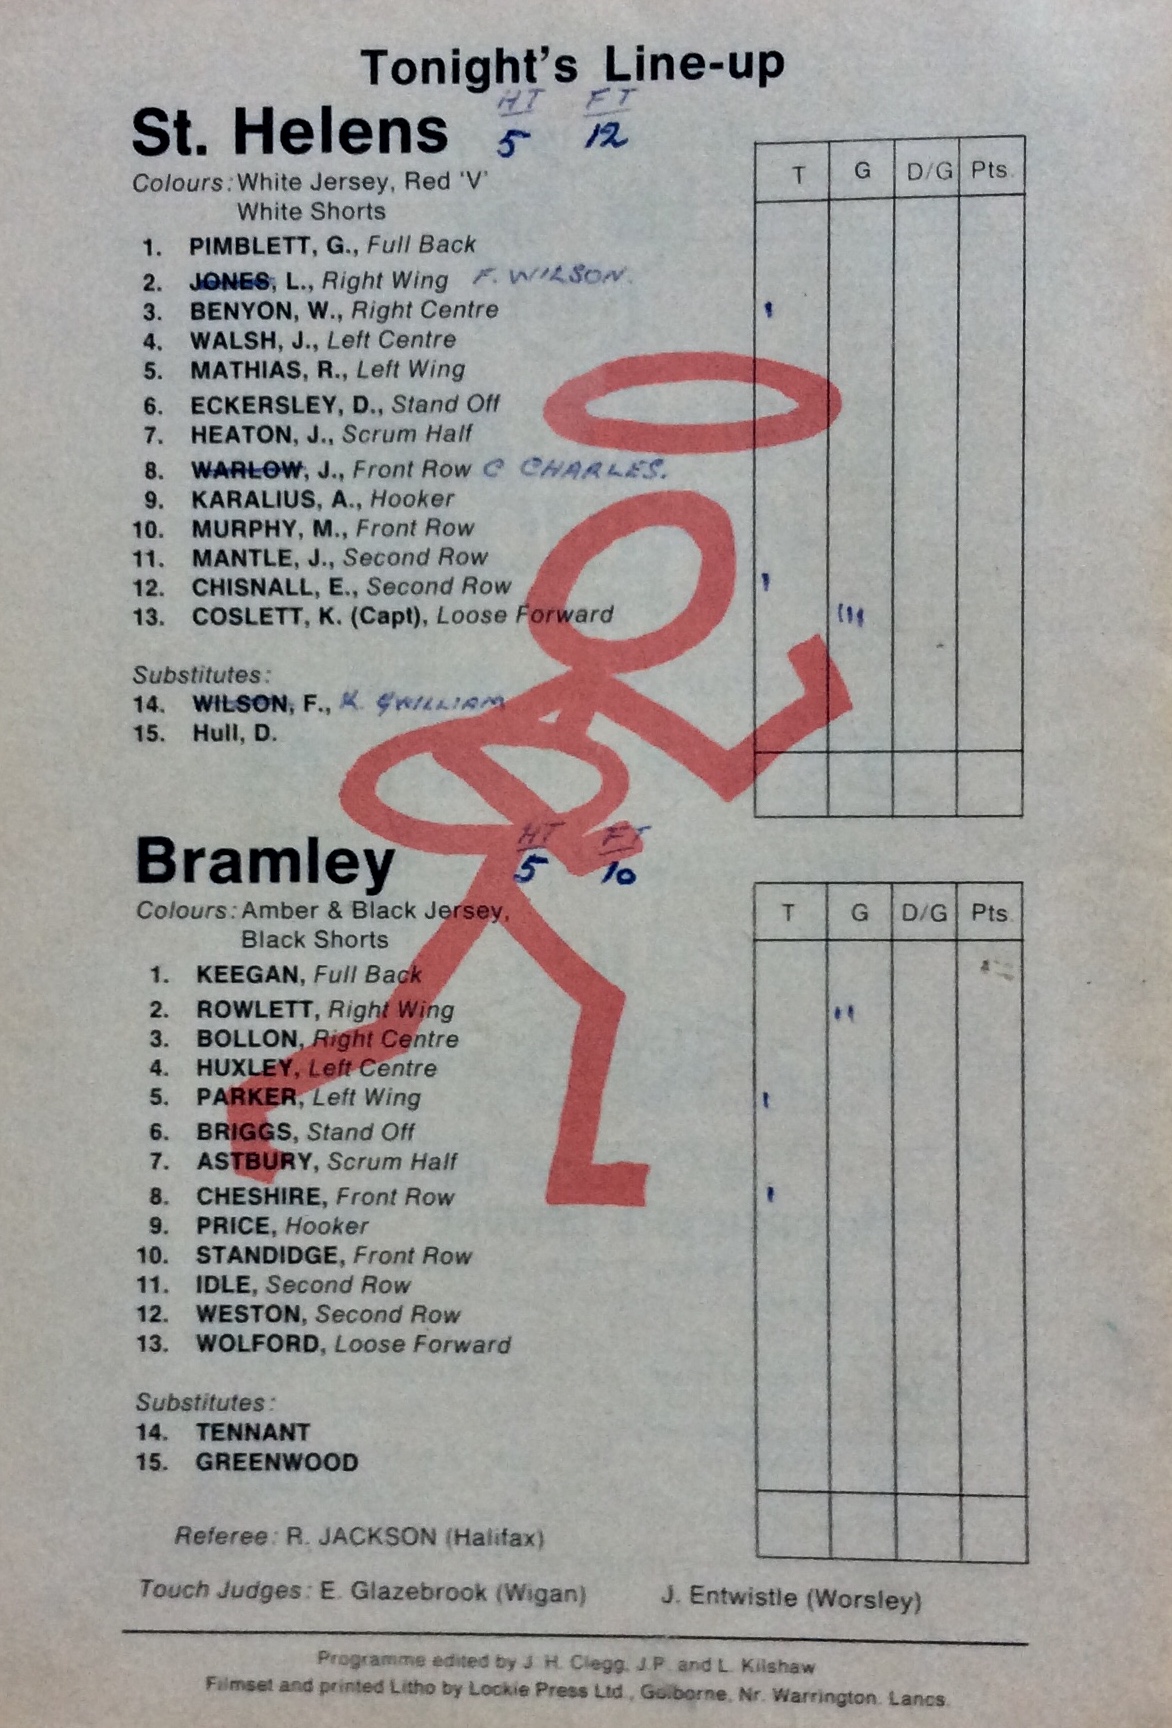 Tonight's Line-up
HT FT
St. Helens 5 12
Colours: White Jersey, Red 'V'
White Shorts
T G D/G Pts.
1. PIMBLETT, G., Full Back
2. JONES, L., Right Wing F. WILSON.
3. BENYON, W., Right Centre
4. WALSH, J., Left Centre
5. MATHIAS, R., Left Wing
6. ECKERSLEY, D., Stand Off
7. HEATON, J., Scrum Half
8. WARLOW, J., Front Row C CHARLES.
9. KARALIUS, A., Hooker
10. MURPHY, M., Front Row
11. MANTLE, J., Second Row
12. CHISNALL, E., Second Row
13. COSLETT, K. (Capt), Loose Forward
Substitutes:
14. WILSON, F., K. GWILLIAM
15. Hull, D.
HT FT
Bramley 5 10
Colours: Amber & Black Jersey,
Black Shorts
T G D/G Pts.
1. KEEGAN, Full Back
2. ROWLETT, Right Wing
3. BOLLON, Right Centre
4. HUXLEY, Left Centre
5. PARKER, Left Wing
6. BRIGGS, Stand Off
7. ASTBURY, Scrum Half
8. CHESHIRE, Front Row
9. PRICE, Hooker
10. STANDIDGE, Front Row
11. IDLE, Second Row
12. WESTON, Second Row
13. WOLFORD, Loose Forward
Substitutes:
14. TENNANT
15. GREENWOOD
Referee: R. JACKSON (Halifax)
Touch Judges: E. Glazebrook (Wigan) J. Entwistle (Worsley)
Programme edited by J. H. Clegg, J.P. and L. Kilshaw
Filmset and printed Litho by Lockie Press Ltd., Golborne, Nr. Warrington. Lancs.